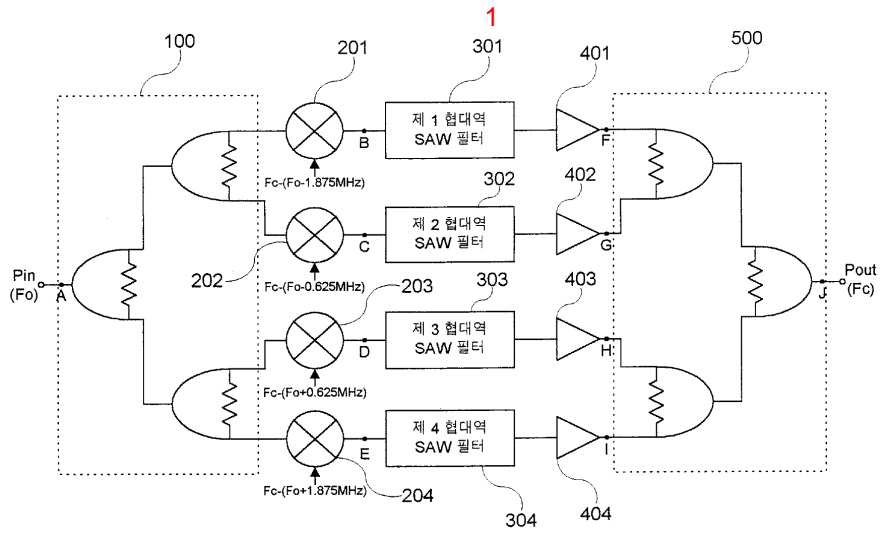 1
100
201
301
401
500
제 1 협대역
SAW 필터
B
F
Fc-(Fo-1.875MHz)
302
402
제 2 협대역
SAW 필터
C
G
202
Fc-(Fo-0.625MHz)
Pin
(Fo)
A
203
303
403
J
Pout
(Fc)
제 3 협대역
SAW 필터
D
H
Fc-(Fo+0.625MHz)
제 4 협대역
SAW 필터
E
I
Fc-(Fo+1.875MHz)
204
304
404